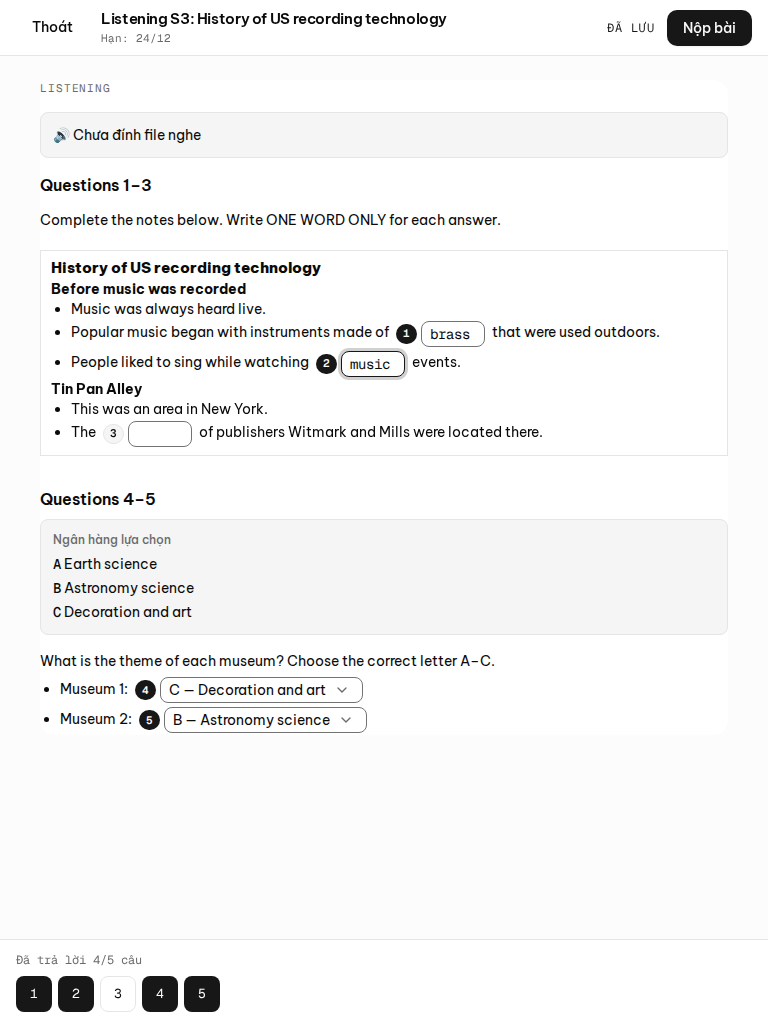 Thoát
Listening S3: History of US recording technology
Hạn: 24/12
ĐÃ LƯU
Nộp bài
LISTENING
🔊 Chưa đính file nghe
Questions 1–3
Complete the notes below. Write ONE WORD ONLY for each answer.
History of US recording technology
Before music was recorded
• Music was always heard live.
• Popular music began with instruments made of 1 brass that were used outdoors.
• People liked to sing while watching 2 music events.
Tin Pan Alley
• This was an area in New York.
• The 3 of publishers Witmark and Mills were located there.
Questions 4–5
Ngân hàng lựa chọn
A Earth science
B Astronomy science
C Decoration and art
What is the theme of each museum? Choose the correct letter A–C.
• Museum 1: 4 C — Decoration and art
• Museum 2: 5 B — Astronomy science
Đã trả lời 4/5 câu
1 2 3 4 5